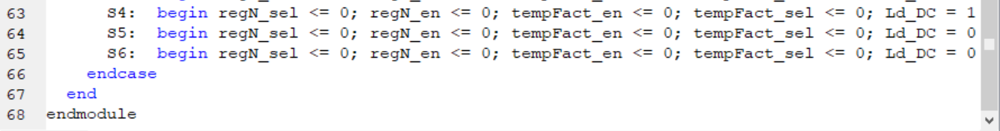 63 S4: begin regN_sel <= 0; regN_en <= 0; tempFact_en <= 0; tempFact_sel <= 0; Ld_DC = 1
64 S5: begin regN_sel <= 0; regN_en <= 0; tempFact_en <= 0; tempFact_sel <= 0; Ld_DC = 0
65 S6: begin regN_sel <= 0; regN_en <= 0; tempFact_en <= 0; tempFact_sel <= 0; Ld_DC = 0
66 endcase
67 end
68 endmodule